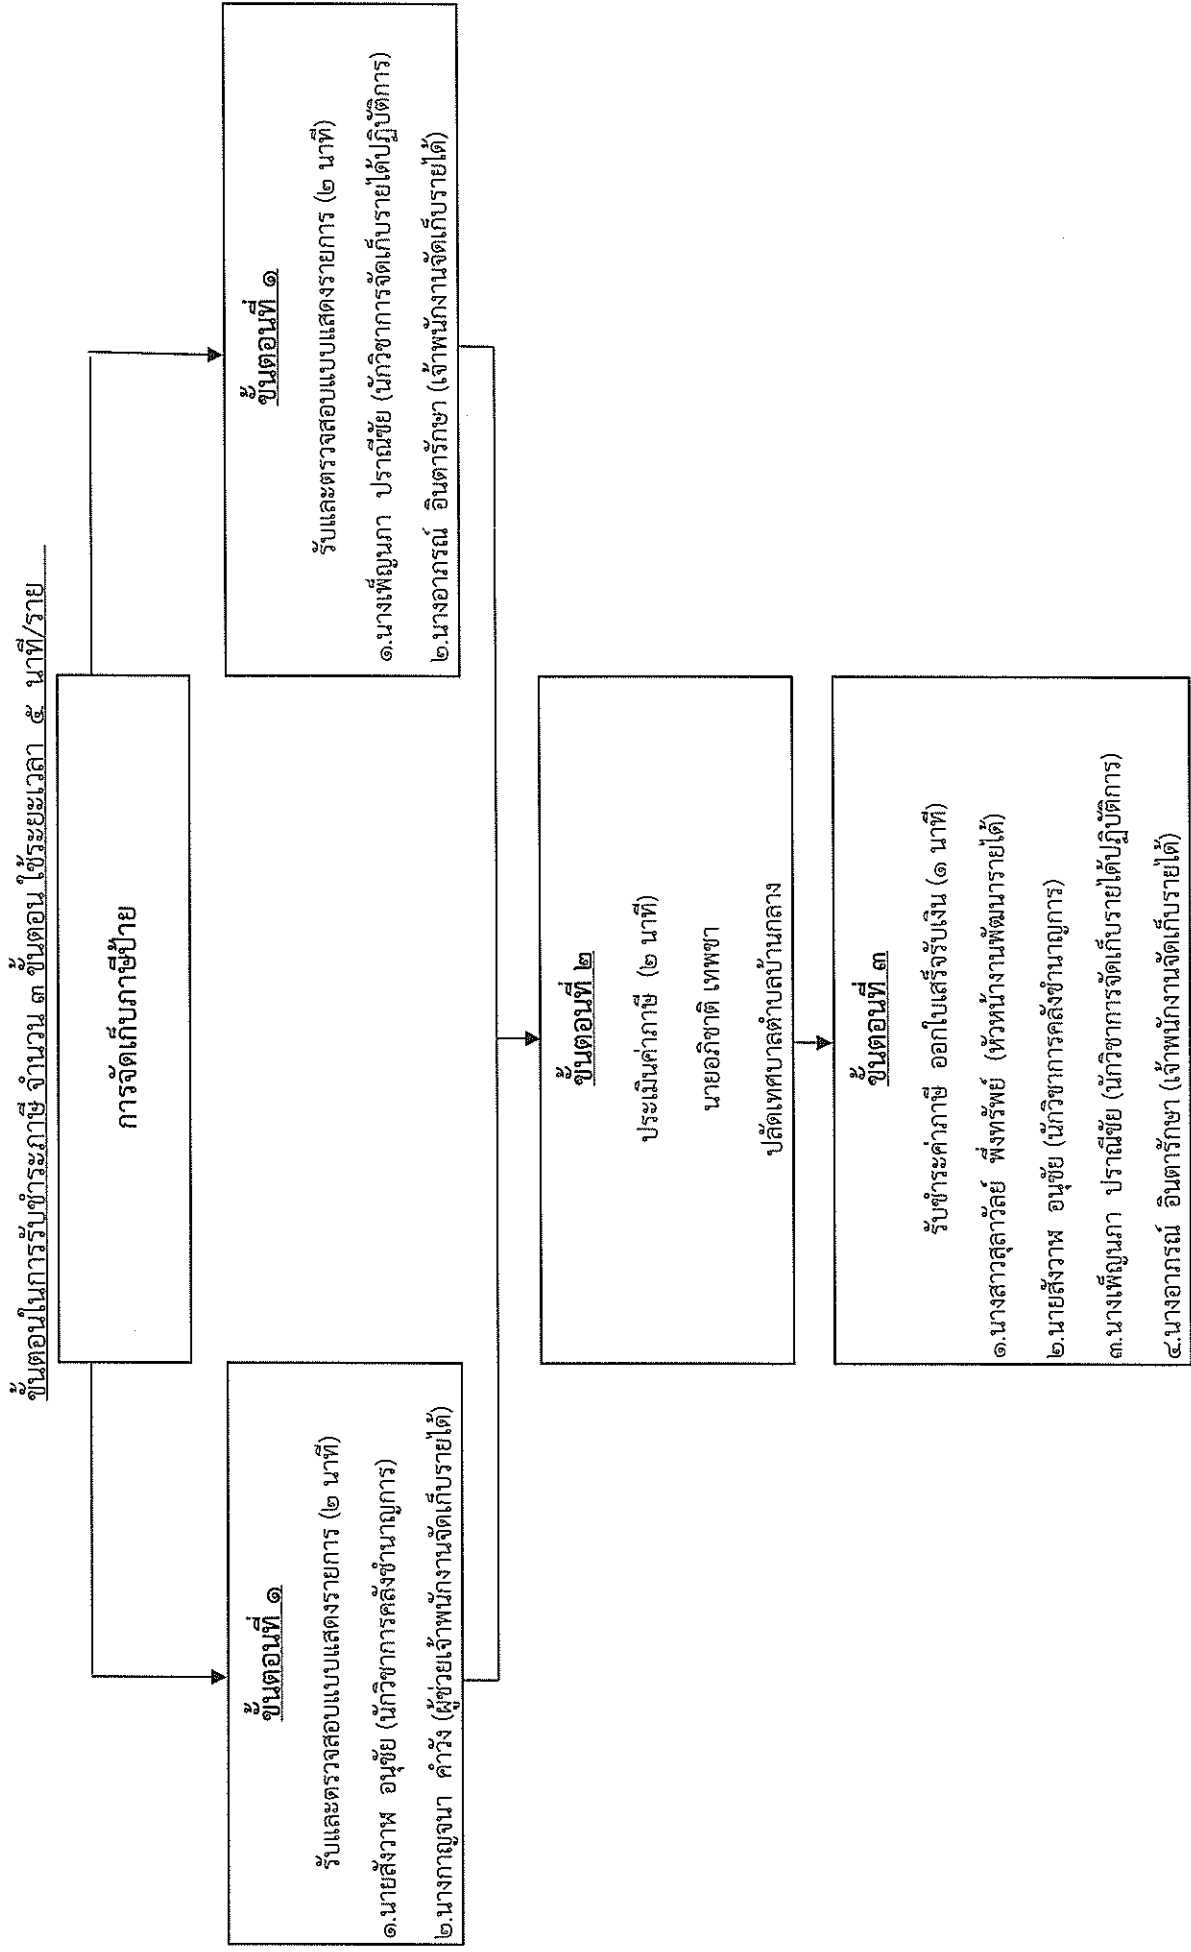 ขั้นตอนในการรับชำระภาษี จำนวน ๓ ขั้นตอน ใช้ระยะเวลา ๕ นาที/ราย
การจัดเก็บภาษีป้าย
ขั้นตอนที่ ๑
รับและตรวจสอบแบบแสดงรายการ (๒ นาที)
๑.นายสังวาพ อนุชัย (นักวิชาการคลังชำนาญการ)
๒.นางกาญจนา คำวัง (ผู้ช่วยเจ้าพนักงานจัดเก็บรายได้)
ขั้นตอนที่ ๑
รับและตรวจสอบแบบแสดงรายการ (๒ นาที)
๑.นางเพ็ญนภา ปราณีชัย (นักวิชาการจัดเก็บรายได้ปฏิบัติการ)
๒.นางอาภรณ์ อินตารักษา (เจ้าพนักงานจัดเก็บรายได้)
ขั้นตอนที่ ๒
ประเมินค่าภาษี (๒ นาที)
นายอภิชาติ เทพชา
ปลัดเทศบาลตำบลบ้านกลาง
ขั้นตอนที่ ๓
รับชำระค่าภาษี ออกใบเสร็จรับเงิน (๑ นาที)
๑.นางสาวสุลาวัลย์ พึ่งทรัพย์ (หัวหน้างานพัฒนารายได้)
๒.นายสังวาพ อนุชัย (นักวิชาการคลังชำนาญการ)
๓.นางเพ็ญนภา ปราณีชัย (นักวิชาการจัดเก็บรายได้ปฏิบัติการ)
๔.นางอาภรณ์ อินตารักษา (เจ้าพนักงานจัดเก็บรายได้)